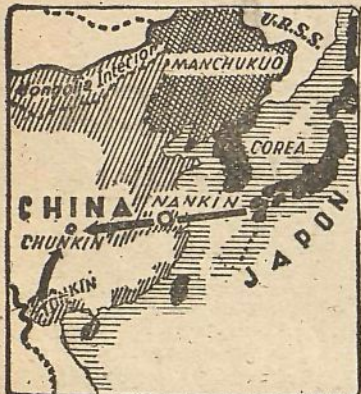 U.R.S.S.
MANCHUKUO
Mongolia Interior
COREA
CHINA
NANKIN
CHUNKIN
JAPON
TONKIN